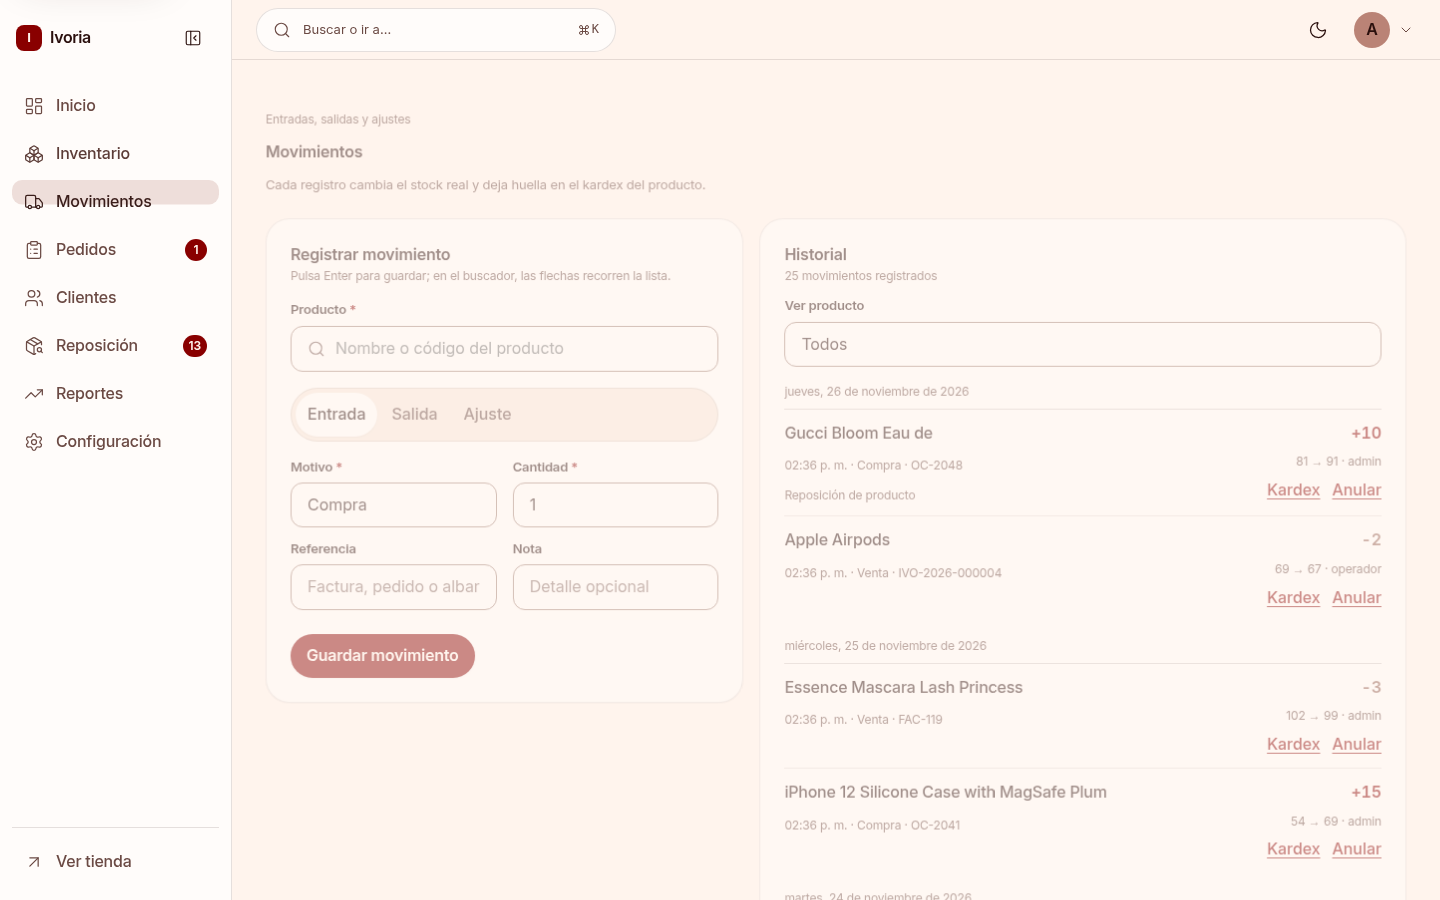 I Ivoria
Buscar o ir a...
⌘K
A
Inicio
Inventario
Movimientos
Pedidos 1
Clientes
Reposición 13
Reportes
Configuración
Ver tienda
Entradas, salidas y ajustes
Movimientos
Cada registro cambia el stock real y deja huella en el kardex del producto.
Registrar movimiento
Pulsa Enter para guardar; en el buscador, las flechas recorren la lista.
Producto *
Nombre o código del producto
Entrada Salida Ajuste
Motivo * Cantidad *
Compra 1
Referencia Nota
Factura, pedido o albar Detalle opcional
Guardar movimiento
Historial
25 movimientos registrados
Ver producto
Todos
jueves, 26 de noviembre de 2026
Gucci Bloom Eau de +10
02:36 p. m. · Compra · OC-2048 81 → 91 · admin
Reposición de producto Kardex Anular
Apple Airpods -2
02:36 p. m. · Venta · IVO-2026-000004 69 → 67 · operador
Kardex Anular
miércoles, 25 de noviembre de 2026
Essence Mascara Lash Princess -3
02:36 p. m. · Venta · FAC-119 102 → 99 · admin
Kardex Anular
iPhone 12 Silicone Case with MagSafe Plum +15
02:36 p. m. · Compra · OC-2041 54 → 69 · admin
Kardex Anular
martes, 24 de noviembre de 2026